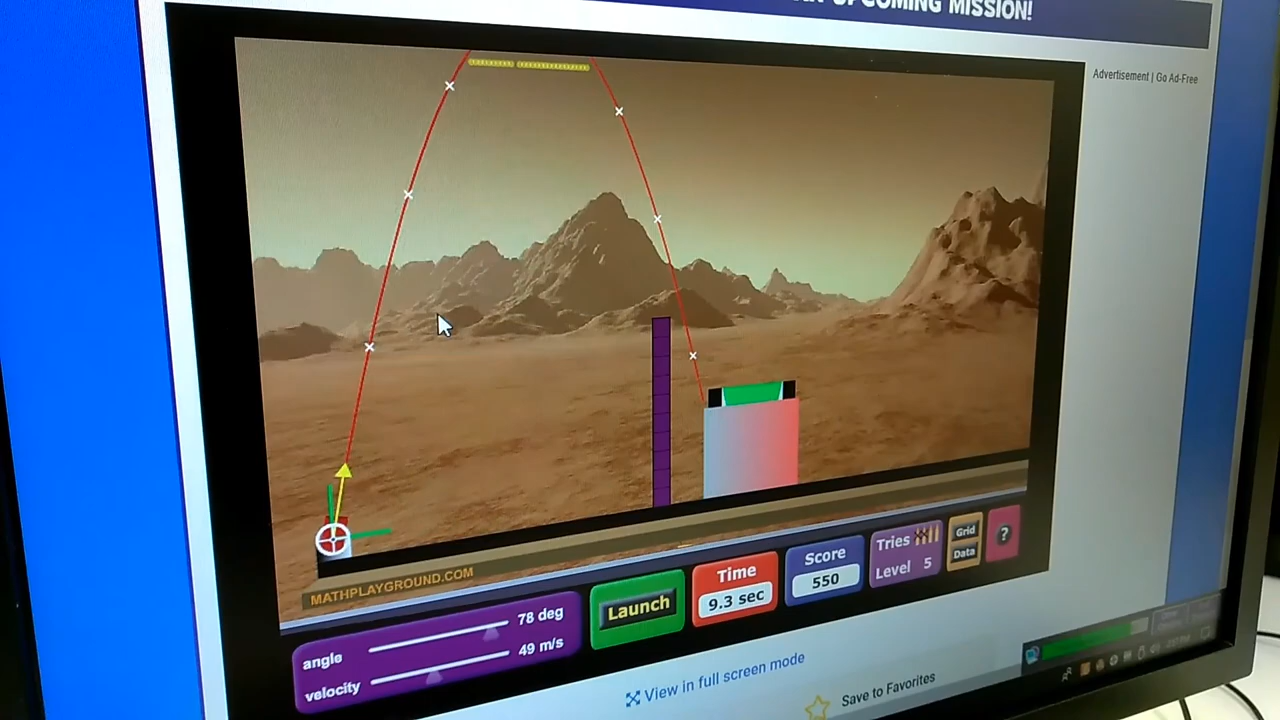 UPCOMING MISSION!
Advertisement | Go Ad-Free
MATHPLAYGROUND.COM
angle 78 deg
velocity 49 m/s
Launch
Time
9.3 sec
Score
550
Tries
Level 5
Grid
Data
?
View in full screen mode
Save to Favorites